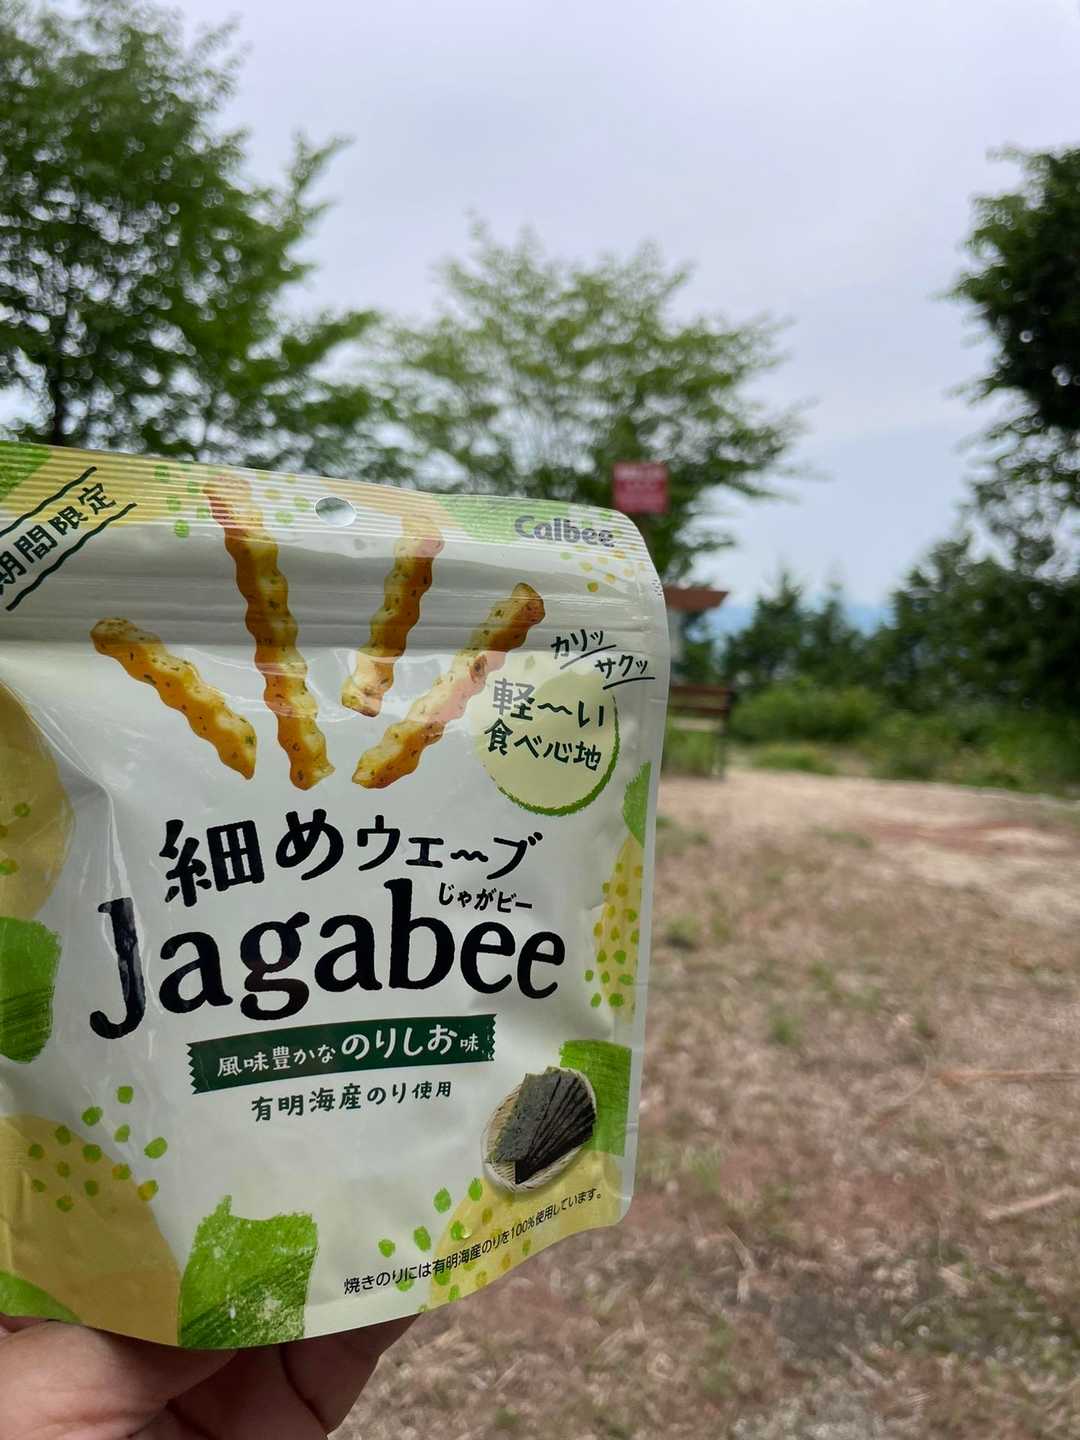 期間限定
Calbee
カリッ
サクッ
軽〜い
食べ心地
細めウェ〜ブ
じゃがビー
Jagabee
風味豊かなのりしお味
有明海産のり使用
焼きのりには有明海産のりを100%使用しています。